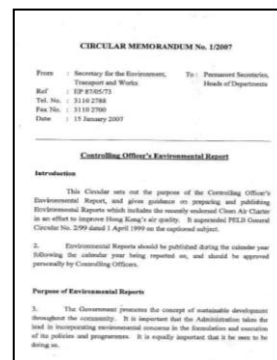 CIRCULAR MEMORANDUM No. 1/2007
From : Secretary for the Environment, Transport and Works
To : Permanent Secretaries, Heads of Departments
Ref : EP 87/05/73
Tel. No. : 3110 2788
Fax No. : 3110 2700
Date : 15 January 2007
Controlling Officer's Environmental Report
Introduction
This Circular sets out the purpose of the Controlling Officer's
Environmental Report, and gives guidance on preparing and publishing
Environmental Reports which includes the recently endorsed Clean Air Charter
in an effort to improve Hong Kong's air quality. It superseded PELB General
Circular No. 2/99 dated 1 April 1999 on the captioned subject.
2. Environmental Reports should be published during the calendar year
following the calendar year being reported on, and should be approved
personally by Controlling Officers.
Purpose of Environmental Reports
3. The Government promotes the concept of sustainable development
throughout the community. It is important that the Administration takes the
lead in incorporating environmental concerns in the formulation and execution
of its policies and programmes. It is equally important that it be seen to be
doing so.